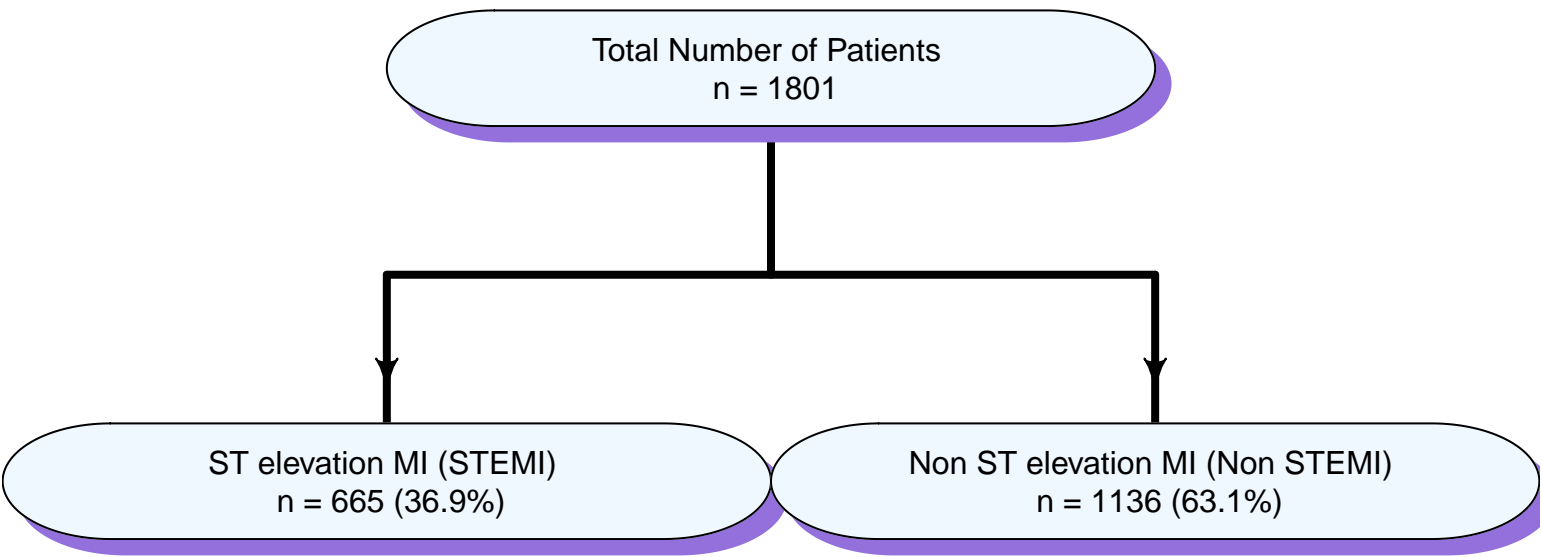 Total Number of Patients
n = 1801
ST elevation MI (STEMI)
n = 665 (36.9%)
Non ST elevation MI (Non STEMI)
n = 1136 (63.1%)